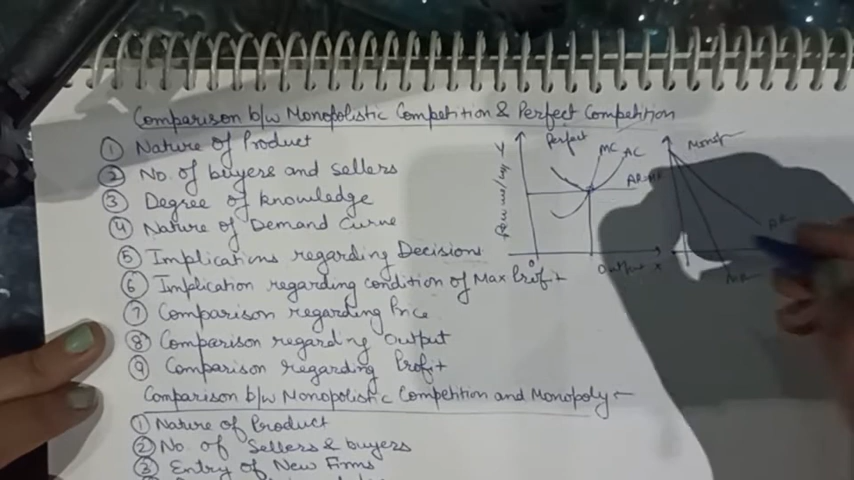 Comparison b/w Monopolistic Competition & Perfect Competition
① Nature of Product
② No. of buyers and sellers
③ Degree of knowledge
④ Nature of Demand Curve
⑤ Implications regarding Decisions
⑥ Implication regarding condition of Max Profit
⑦ Comparison regarding Price
⑧ Comparison regarding Output
⑨ Comparison regarding Profit
Perfect
MC
AC
Y
O
Output X
AR
MR
Comparison b/w Monopolistic Competition and Monopoly -
① Nature of Product
② No. of Sellers & buyers
③ Entry of New Firms